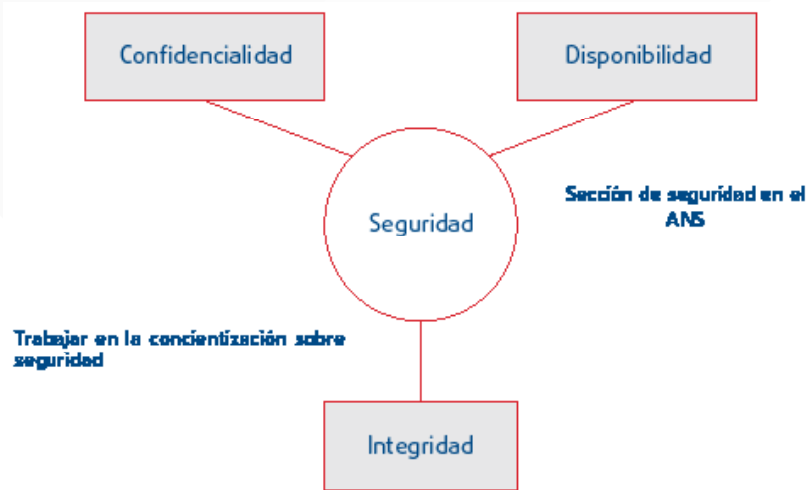 Confidencialidad
Disponibilidad
Seguridad
Sección de seguridad en el
ANS
Trabajar en la concientización sobre
seguridad
Integridad